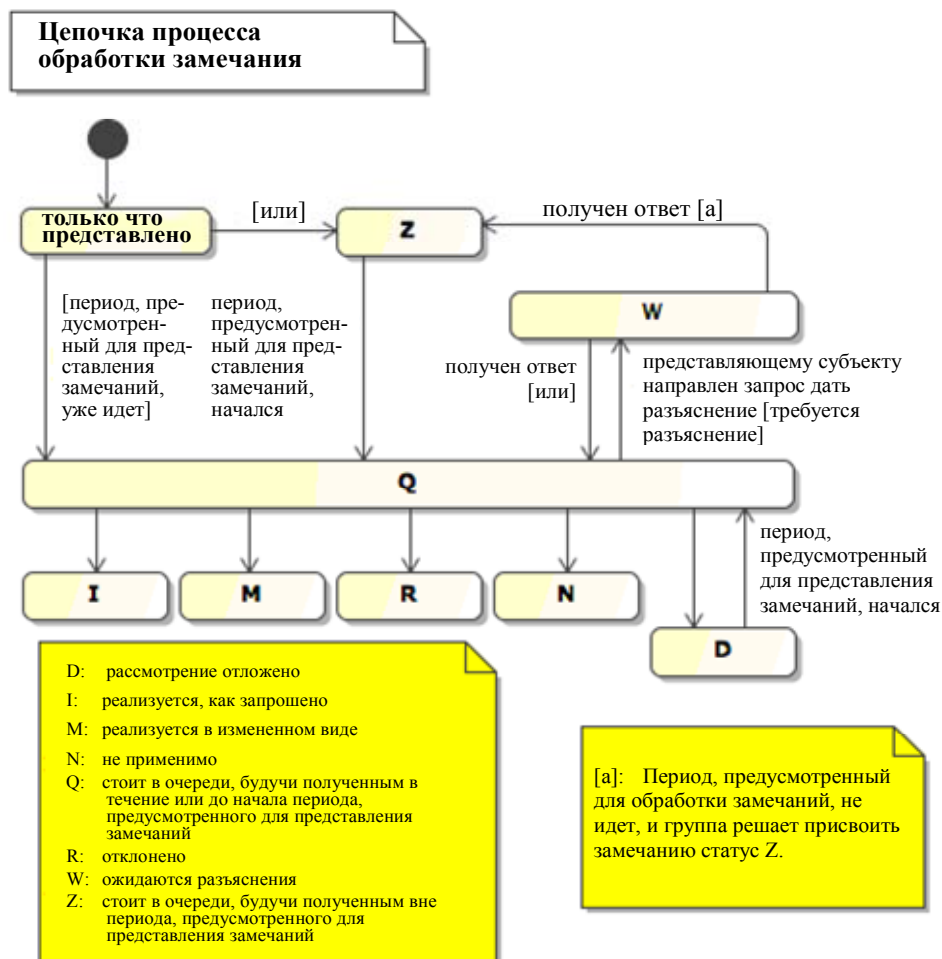 Цепочка процесса
обработки замечания
только что
представлено
[или]
Z
получен ответ [a]
W
[период, пре-
дусмотрен-
ный для пред-
ставления
замечаний,
уже идет]
период,
предусмотрен-
ный для пред-
ставления
замечаний,
начался
получен ответ
[или]
представляющему субъекту
направлен запрос дать
разъяснение [требуется
разъяснение]
Q
I
M
R
N
период,
предусмотренный
для представления
замечаний, начался
D
D: рассмотрение отложено
I: реализуется, как запрошено
M: реализуется в измененном виде
N: не применимо
Q: стоит в очереди, будучи полученным в
течение или до начала периода,
предусмотренного для представления
замечаний
R: отклонено
W: ожидаются разъяснения
Z: стоит в очереди, будучи полученным вне
периода, предусмотренного для
представления замечаний
[a]: Период, предусмотренный
для обработки замечаний, не
идет, и группа решает присвоить
замечанию статус Z.